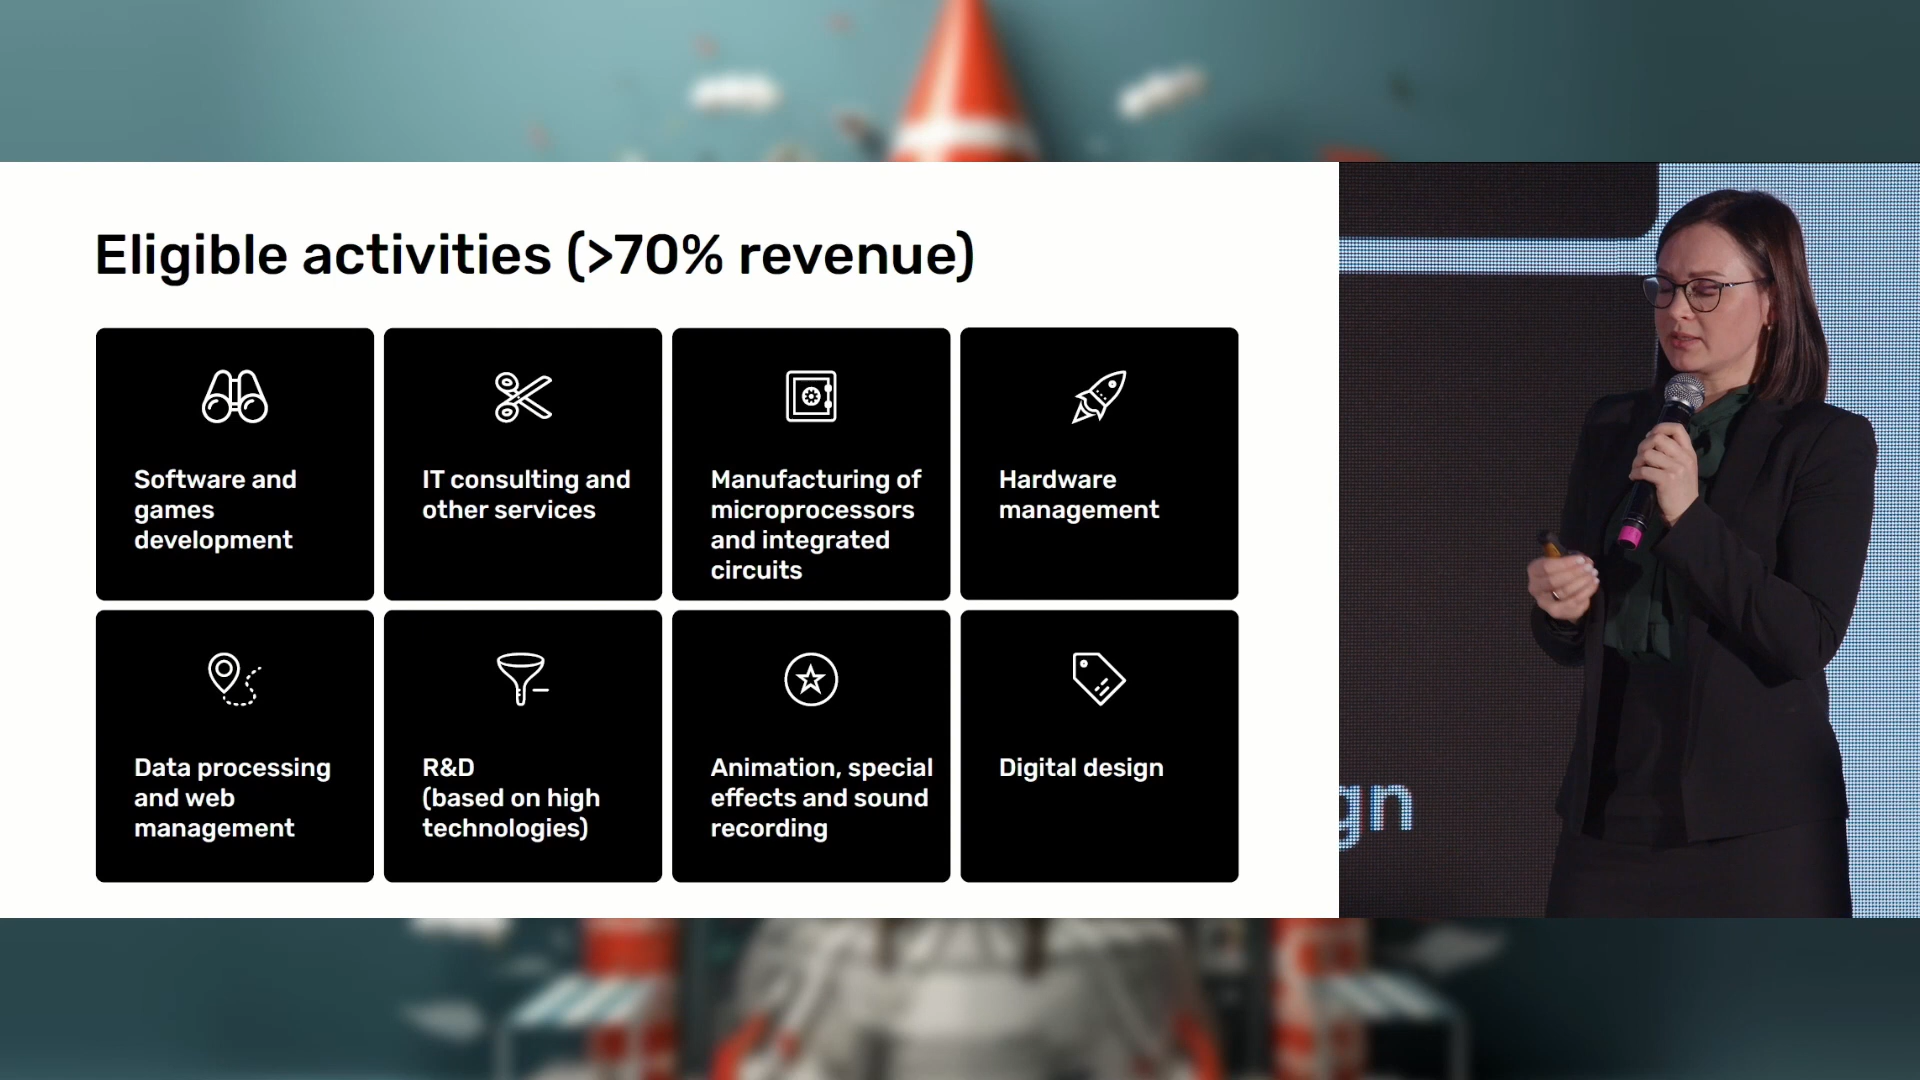 Eligible activities (>70% revenue)
Software and
games
development
IT consulting and
other services
Manufacturing of
microprocessors
and integrated
circuits
Hardware
management
Data processing
and web
management
R&D
(based on high
technologies)
Animation, special
effects and sound
recording
Digital design
gn